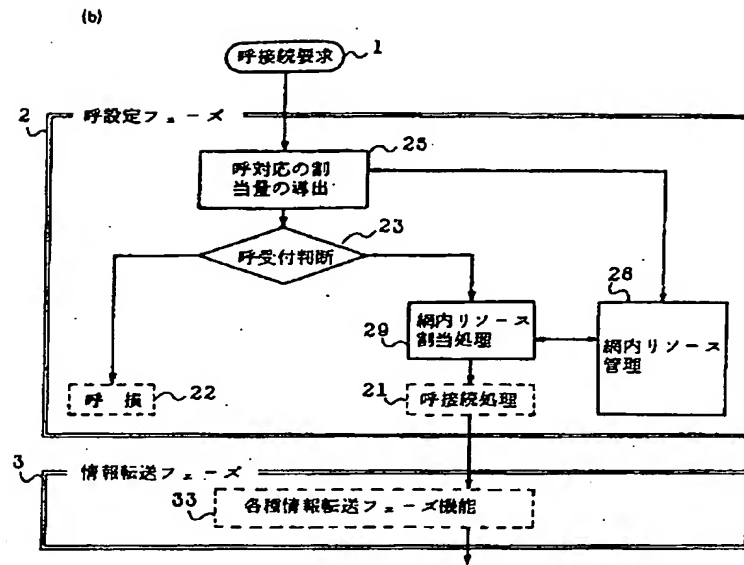 (b)
呼接続要求
1
2
呼設定フェーズ
25
呼対応の割
当量の導出
23
呼受付判断
28
29
網内リソース
割当処理
網内リソース
管理
呼損
22
21
呼接続処理
3
情報転送フェーズ
33
各種情報転送フェーズ機能